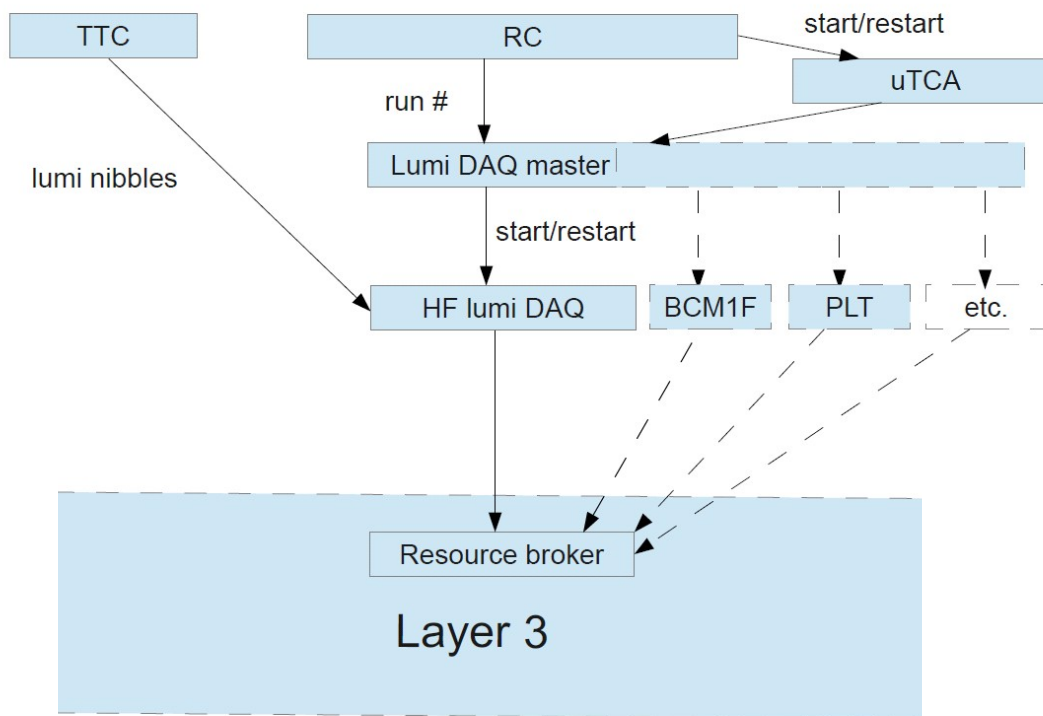 TTC
RC
start/restart
uTCA
run #
Lumi DAQ master
lumi nibbles
start/restart
HF lumi DAQ
BCM1F
PLT
etc.
Resource broker
Layer 3